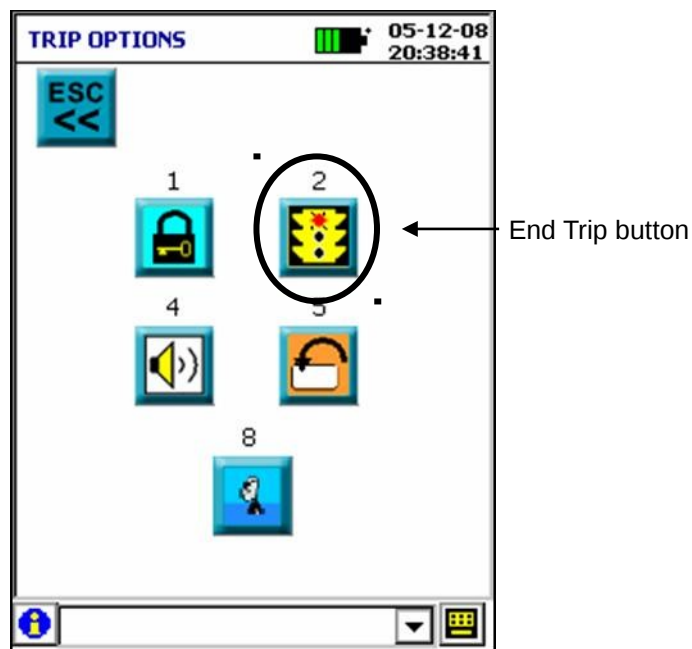 TRIP OPTIONS
05-12-08
20:38:41
ESC
<<
1 2
End Trip button
4 5
8